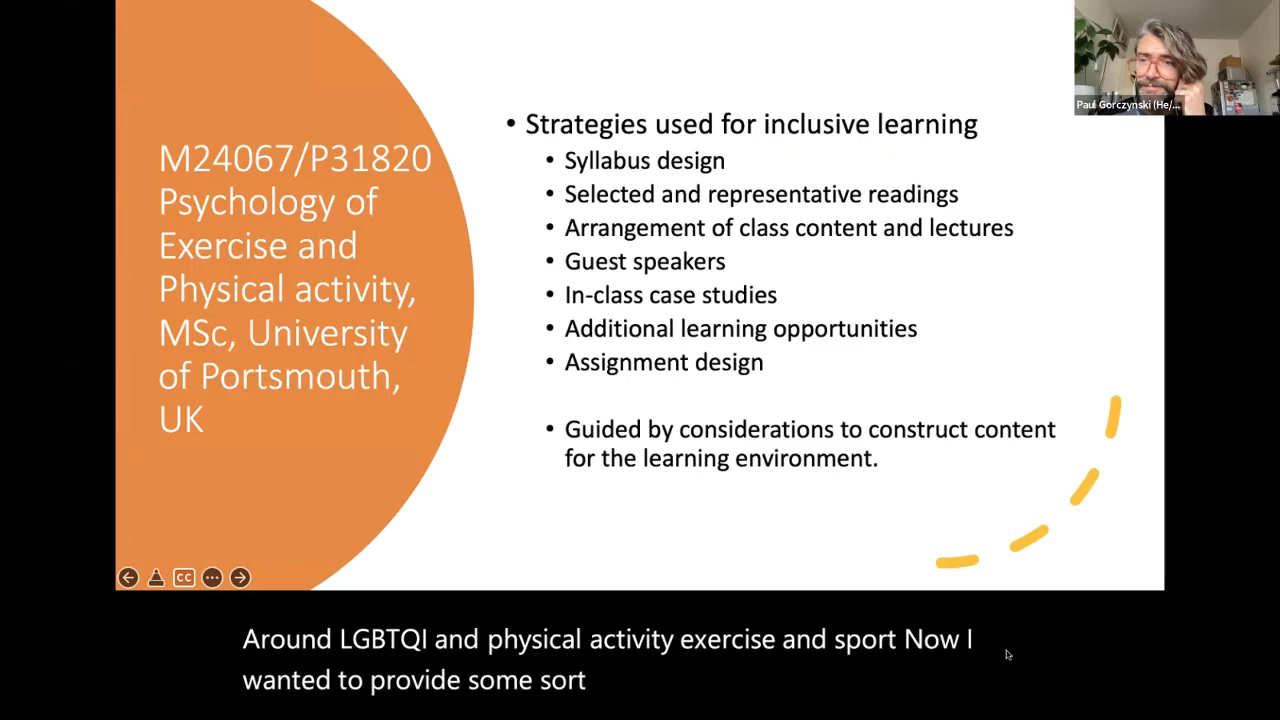 Paul Gorczynski (He/...
M24067/P31820
Psychology of
Exercise and
Physical activity,
MSc, University
of Portsmouth,
UK
• Strategies used for inclusive learning
• Syllabus design
• Selected and representative readings
• Arrangement of class content and lectures
• Guest speakers
• In-class case studies
• Additional learning opportunities
• Assignment design
• Guided by considerations to construct content
for the learning environment.
CC
Around LGBTQI and physical activity exercise and sport Now I
wanted to provide some sort